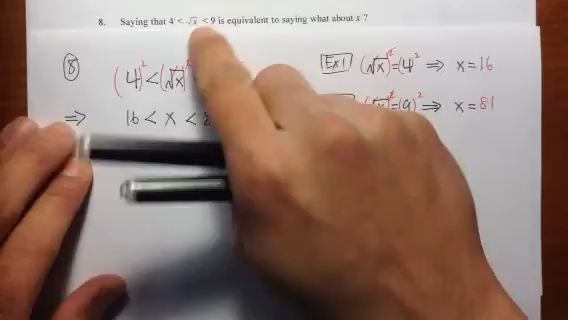 8. Saying that 4 < √x < 9 is equivalent to saying what about x ?
⑧ (4)² < (√x)
Ex1 (√x)² = (4)² ⇒ x = 16
(√x)² = (9)² ⇒ x = 81
⇒ 16 < x <